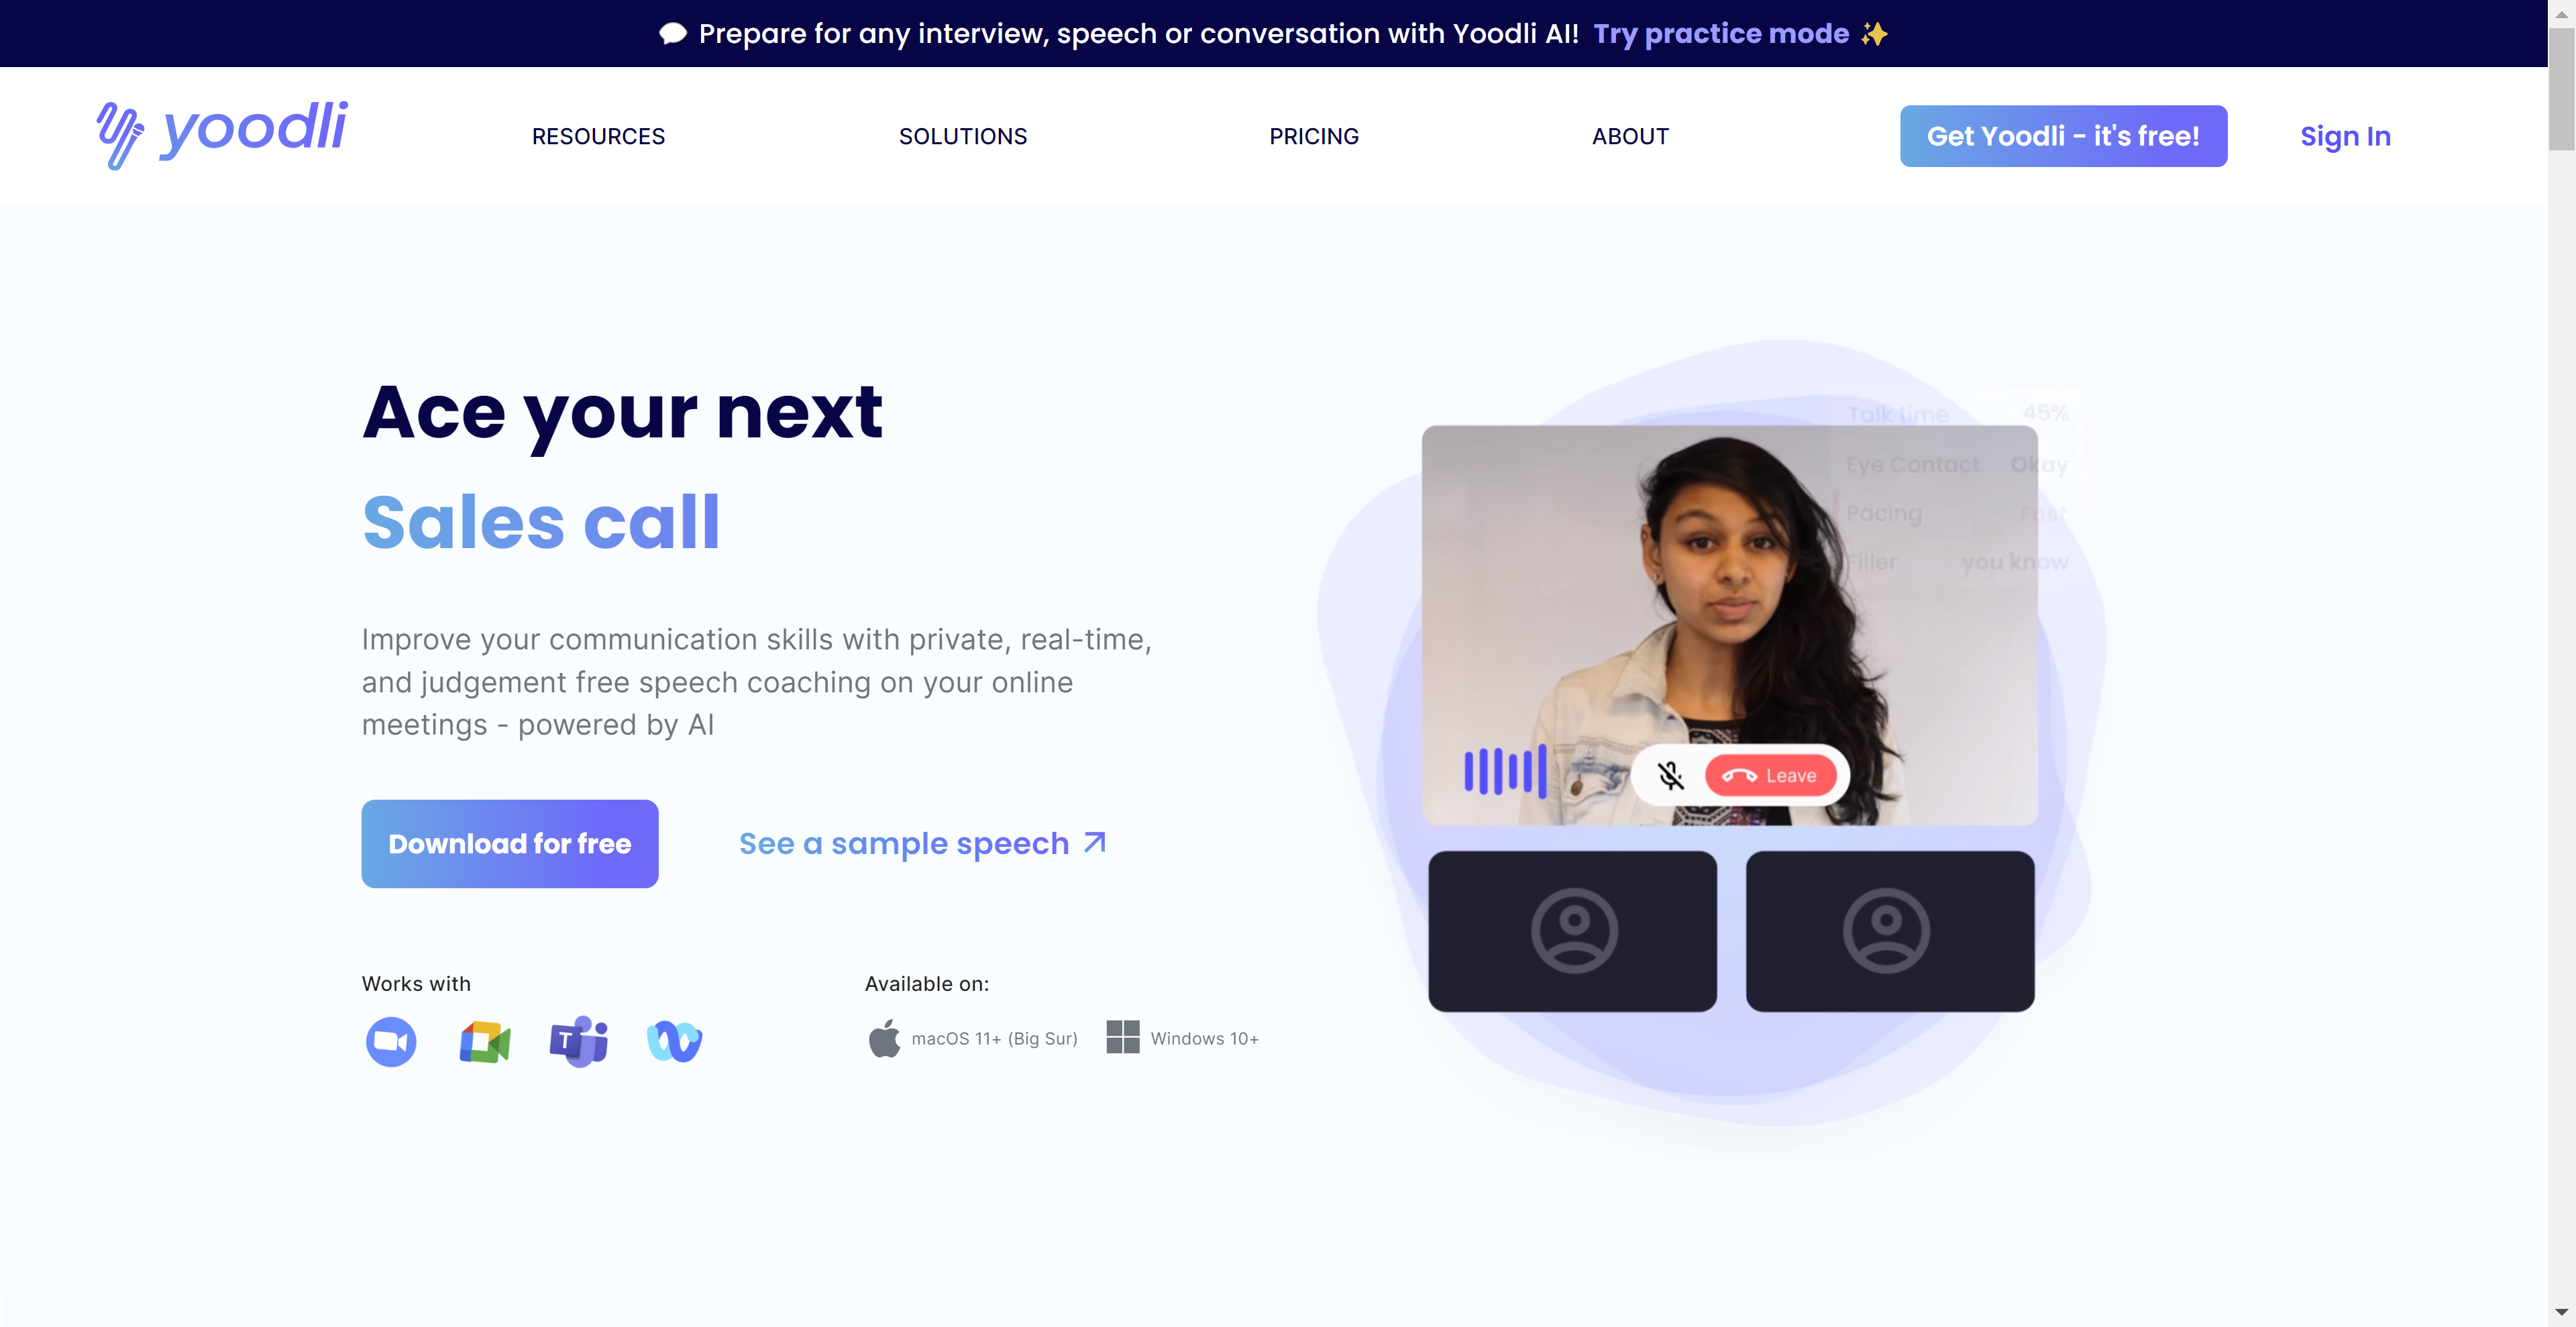 Prepare for any interview, speech or conversation with Yoodli AI! Try practice mode
yoodli
RESOURCES
SOLUTIONS
PRICING
ABOUT
Get Yoodli - it's free!
Sign In
Ace your next
Sales call
Improve your communication skills with private, real-time,
and judgement free speech coaching on your online
meetings - powered by AI
Download for free
See a sample speech
Works with
T
Available on:
macOS 11+ (Big Sur)
Windows 10+
Talk time 45%
Eye Contact Okay
Pacing Fast
Filler you know
Leave